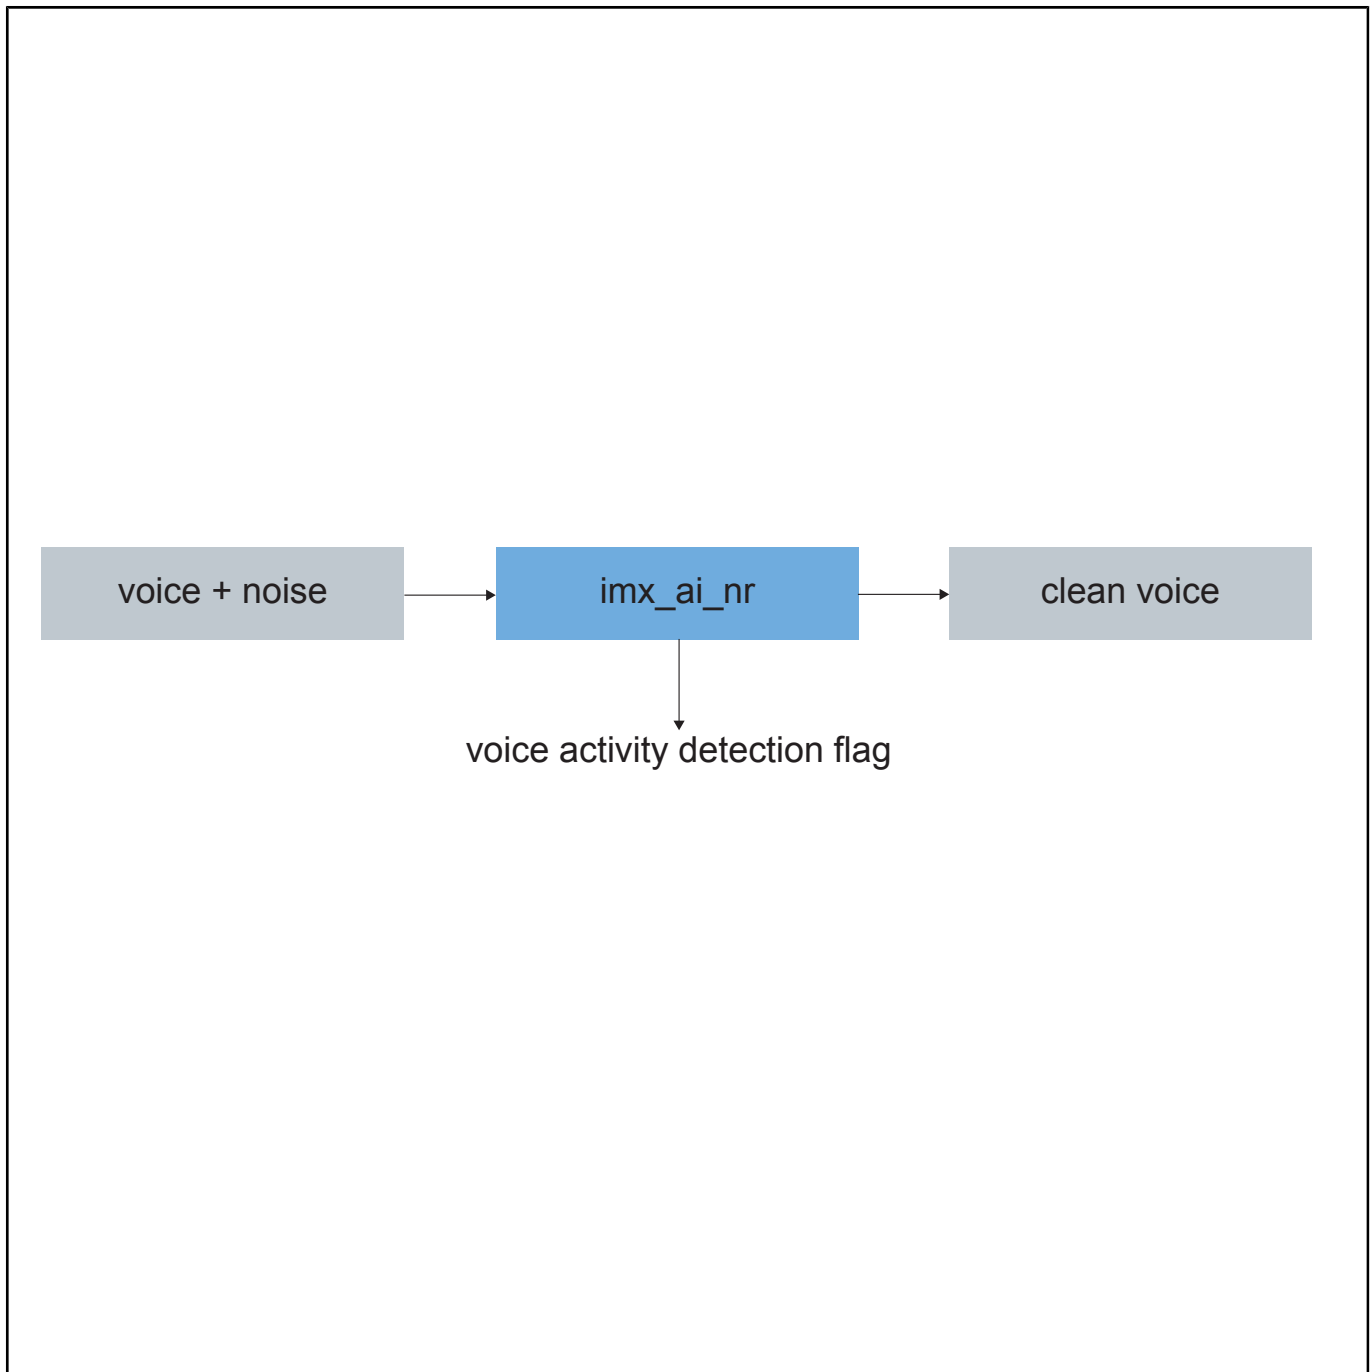 voice + noise
imx_ai_nr
clean voice
voice activity detection flag